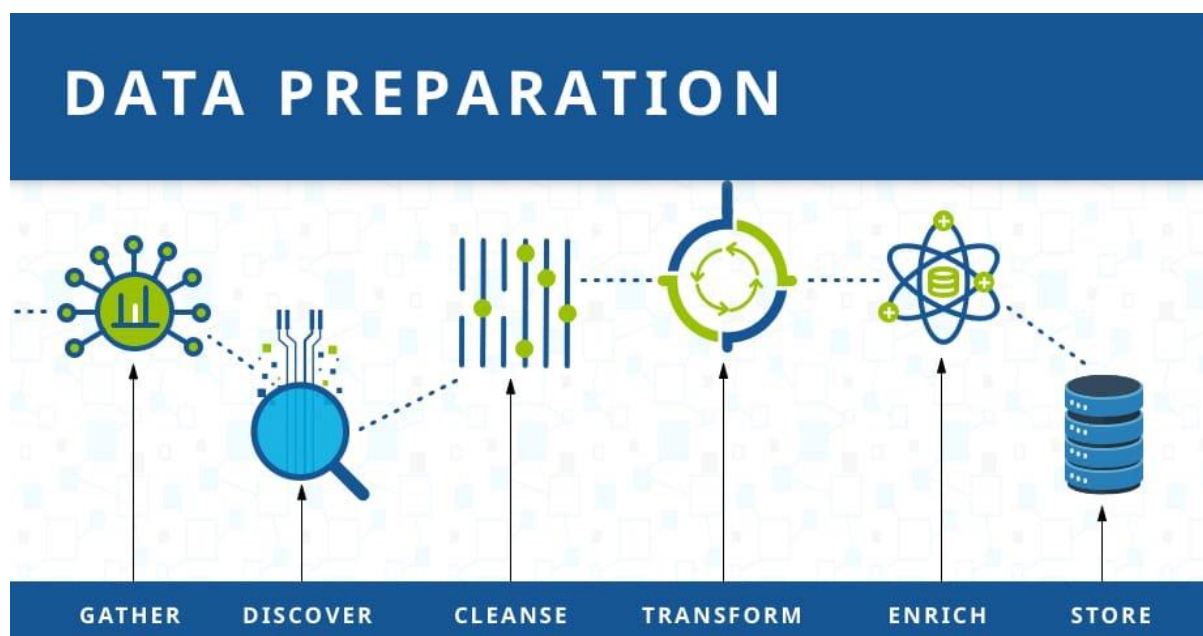 DATA PREPARATION
GATHER DISCOVER CLEANSE TRANSFORM ENRICH STORE